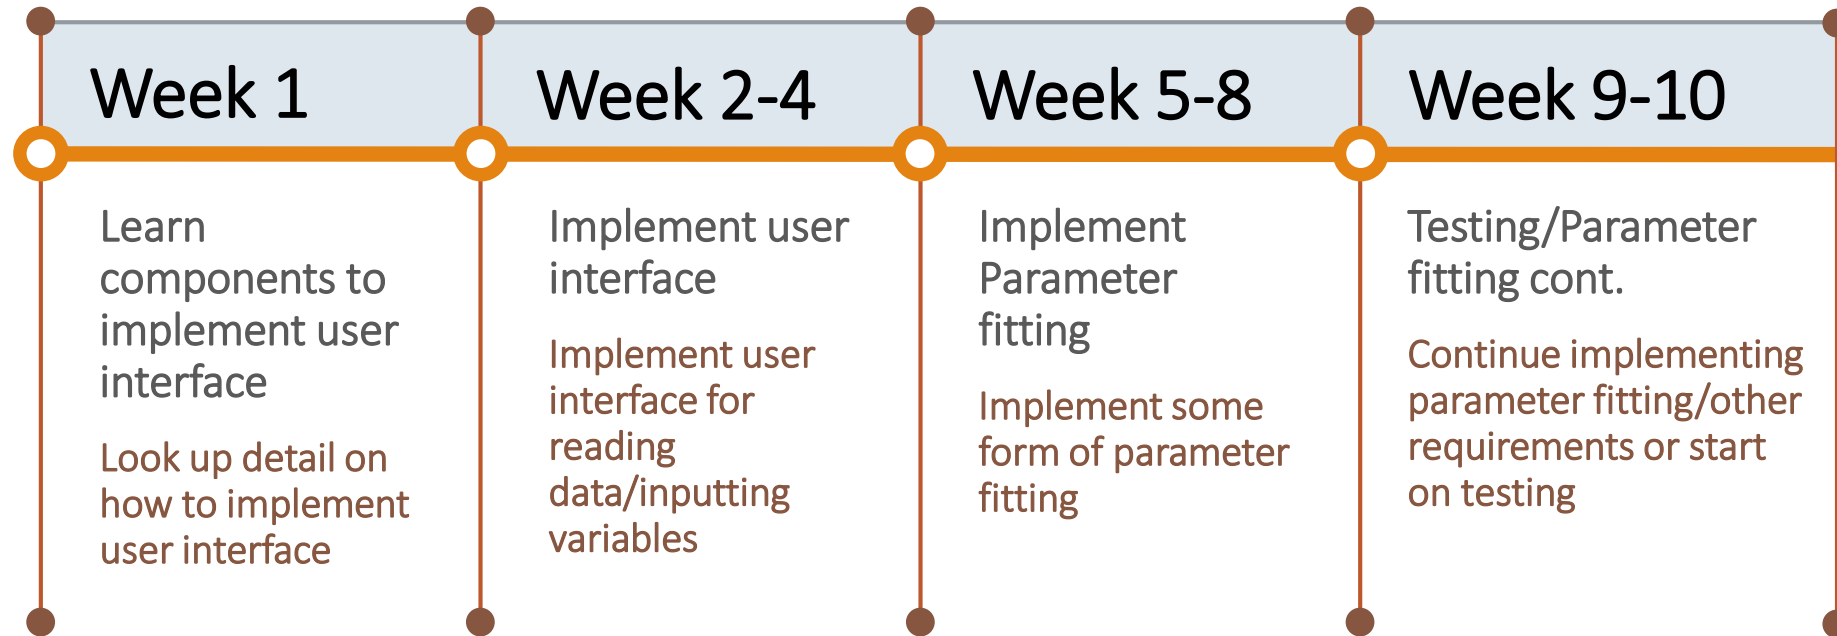 Week 1
Learn
components to
implement user
interface
Look up detail on
how to implement
user interface
Week 2-4
Implement user
interface
Implement user
interface for
reading
data/inputting
variables
Week 5-8
Implement
Parameter
fitting
Implement some
form of parameter
fitting
Week 9-10
Testing/Parameter
fitting cont.
Continue implementing
parameter fitting/other
requirements or start
on testing